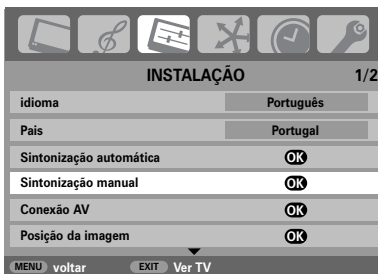 INSTALAÇÃO 1/2
idioma Português
Pais Portugal
Sintonização automática OK
Sintonização manual OK
Conexão AV OK
Posição da imagem OK
MENU voltar EXIT Ver TV